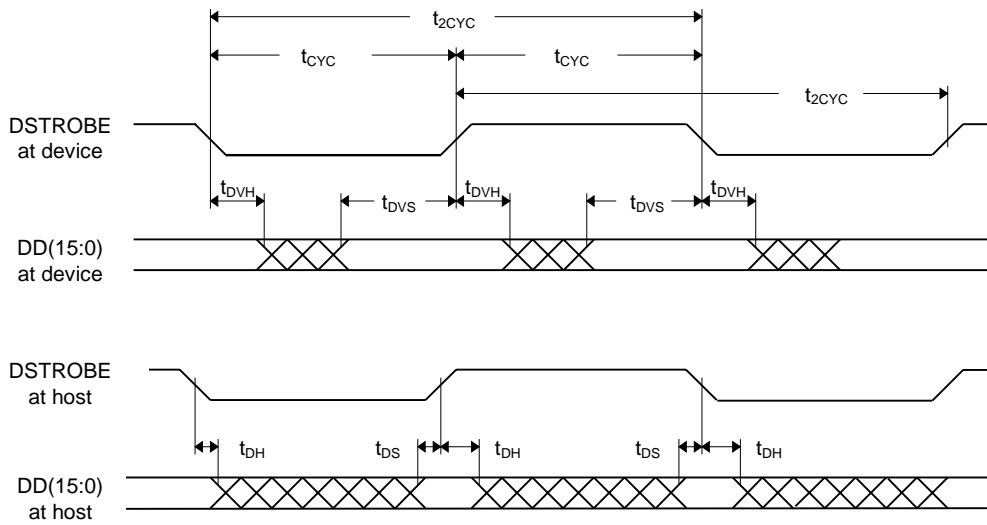 t2CYC
tCYC
tCYC
t2CYC
DSTROBE
at device
tDVH
tDVS
tDVH
tDVS
tDVH
DD(15:0)
at device
DSTROBE
at host
tDH
tDS
tDH
tDS
tDH
DD(15:0)
at host